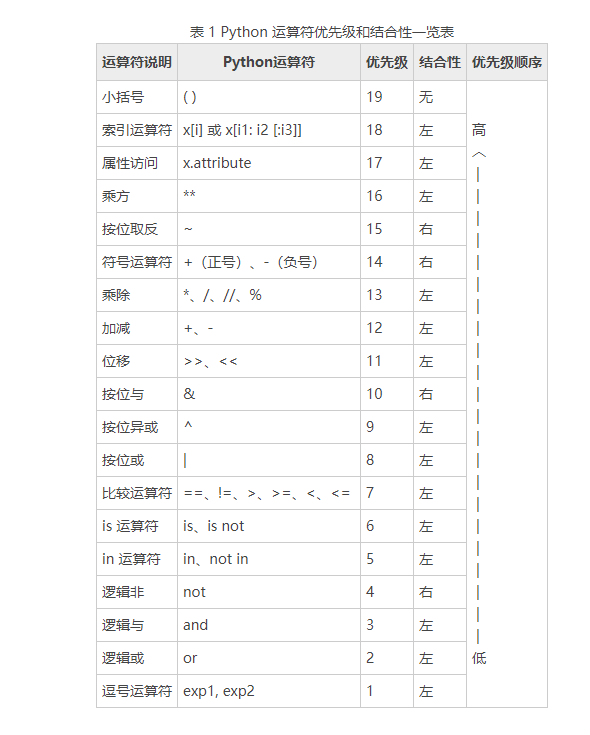 表 1 Python 运算符优先级和结合性一览表
运算符说明 Python运算符 优先级 结合性 优先级顺序
小括号 ( ) 19 无
索引运算符 x[i] 或 x[i1: i2 [:i3]] 18 左 高
属性访问 x.attribute 17 左
乘方 ** 16 左
按位取反 ~ 15 右
符号运算符 +（正号）、-（负号） 14 右
乘除 *、/、//、% 13 左
加减 +、- 12 左
位移 >>、<< 11 左
按位与 & 10 右
按位异或 ^ 9 左
按位或 | 8 左
比较运算符 ==、!=、>、>=、<、<= 7 左
is 运算符 is、is not 6 左
in 运算符 in、not in 5 左
逻辑非 not 4 右
逻辑与 and 3 左
逻辑或 or 2 左 低
逗号运算符 exp1, exp2 1 左